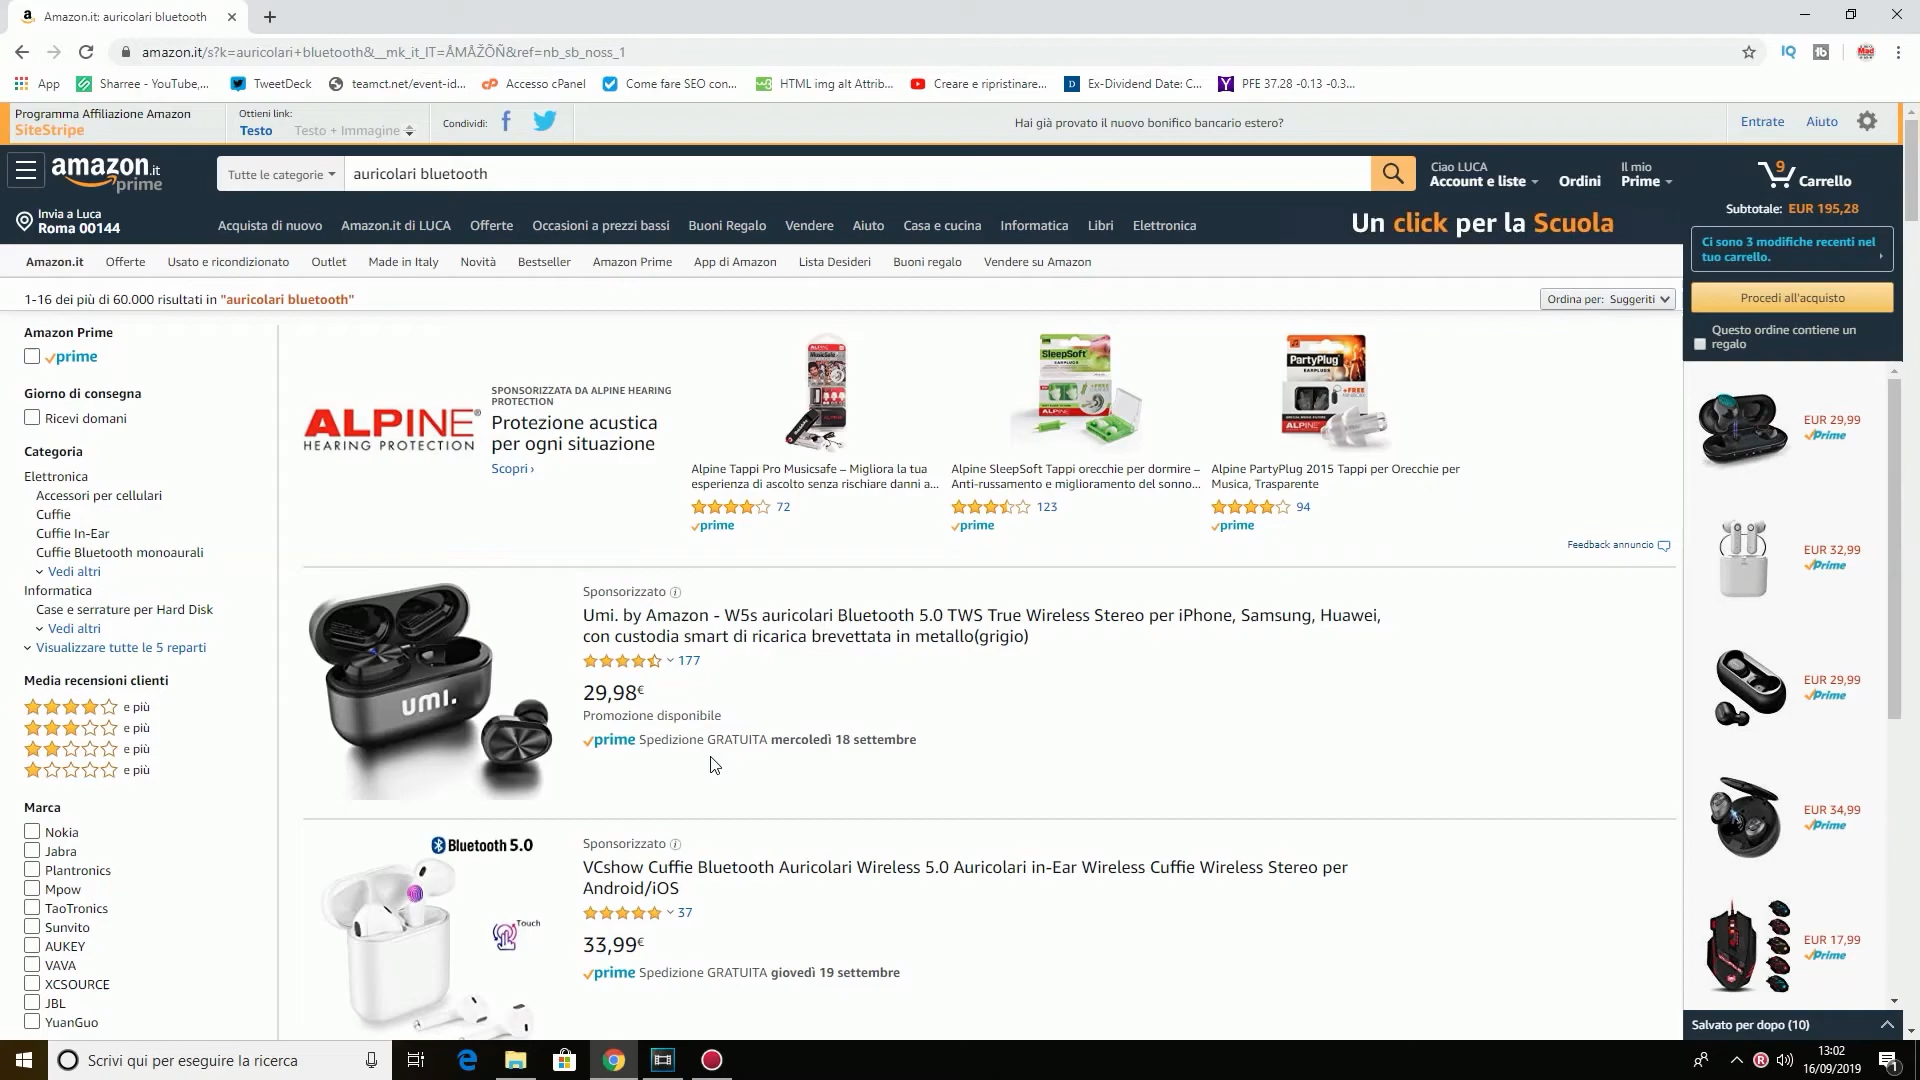 Amazon.it: auricolari bluetooth
amazon.it/s?k=auricolari+bluetooth&__mk_it_IT=ÅMÅŽÕÑ&ref=nb_sb_noss_1
App Sharree - YouTube,... TweetDeck teamct.net/event-id... Accesso cPanel Come fare SEO con... HTML img alt Attrib... Creare e ripristinare... Ex-Dividend Date: C... PFE 37.28 -0.13 -0.3...
Programma Affiliazione Amazon
SiteStripe
Ottieni link:
Testo Testo + Immagine
Condividi:
Hai già provato il nuovo bonifico bancario estero?
Entrate Aiuto
amazon.it
prime
Tutte le categorie
auricolari bluetooth
Ciao LUCA
Account e liste
Ordini
Il mio
Prime
9
Carrello
Subtotale: EUR 195,28
Invia a Luca
Roma 00144
Acquista di nuovo Amazon.it di LUCA Offerte Occasioni a prezzi bassi Buoni Regalo Vendere Aiuto Casa e cucina Informatica Libri Elettronica
Un click per la Scuola
Ci sono 3 modifiche recenti nel
tuo carrello.
Procedi all'acquisto
Questo ordine contiene un
regalo
Amazon.it Offerte Usato e ricondizionato Outlet Made in Italy Novità Bestseller Amazon Prime App di Amazon Lista Desideri Buoni regalo Vendere su Amazon
1-16 dei più di 60.000 risultati in "auricolari bluetooth"
Ordina per: Suggeriti
Amazon Prime
prime
Giorno di consegna
Ricevi domani
Categoria
Elettronica
Accessori per cellulari
Cuffie
Cuffie In-Ear
Cuffie Bluetooth monoaurali
Vedi altri
Informatica
Case e serrature per Hard Disk
Vedi altri
Visualizzare tutte le 5 reparti
Media recensioni clienti
e più
e più
e più
e più
Marca
Nokia
Jabra
Plantronics
Mpow
TaoTronics
Sunvito
AUKEY
VAVA
XCSOURCE
JBL
YuanGuo
ALPINE®
HEARING PROTECTION
SPONSORIZZATA DA ALPINE HEARING
PROTECTION
Protezione acustica
per ogni situazione
Scopri ›
Alpine Tappi Pro Musicsafe – Migliora la tua
esperienza di ascolto senza rischiare danni a...
72
prime
SleepSoft
EARPLUGS
ALPINE
Alpine SleepSoft Tappi orecchie per dormire –
Anti-russamento e miglioramento del sonno...
123
prime
PartyPlug
EARPLUGS
ALPINE
Alpine PartyPlug 2015 Tappi per Orecchie per
Musica, Trasparente
94
prime
Feedback annuncio
umi.
Sponsorizzato
Umi. by Amazon - W5s auricolari Bluetooth 5.0 TWS True Wireless Stereo per iPhone, Samsung, Huawei,
con custodia smart di ricarica brevettata in metallo(grigio)
177
29,98€
Promozione disponibile
prime Spedizione GRATUITA mercoledì 18 settembre
Bluetooth 5.0
Touch
Sponsorizzato
VCshow Cuffie Bluetooth Auricolari Wireless 5.0 Auricolari in-Ear Wireless Cuffie Wireless Stereo per
Android/iOS
37
33,99€
prime Spedizione GRATUITA giovedì 19 settembre
EUR 29,99
Prime
EUR 32,99
Prime
EUR 29,99
Prime
EUR 34,99
Prime
EUR 17,99
Prime
Salvato per dopo (10)
Scrivi qui per eseguire la ricerca
13:02
16/09/2019
1